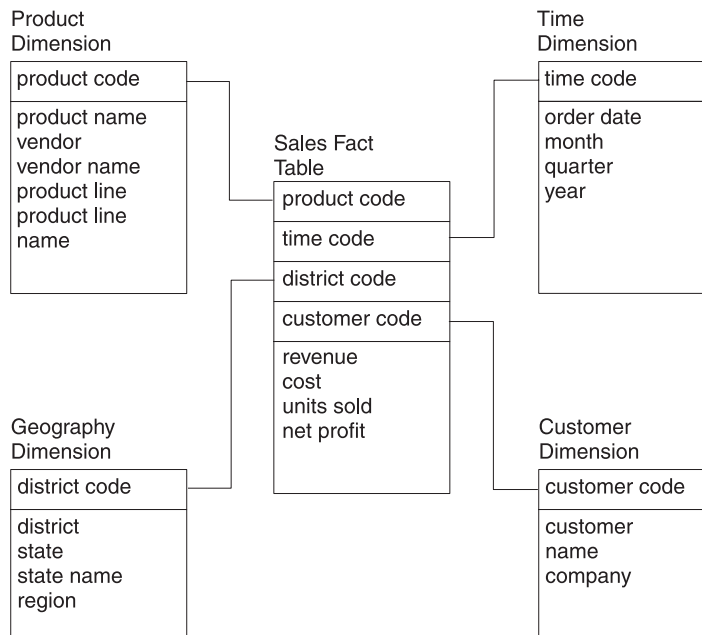 Product
Dimension
product code
product name
vendor
vendor name
product line
product line
name
Time
Dimension
time code
order date
month
quarter
year
Sales Fact
Table
product code
time code
district code
customer code
revenue
cost
units sold
net profit
Geography
Dimension
district code
district
state
state name
region
Customer
Dimension
customer code
customer
name
company